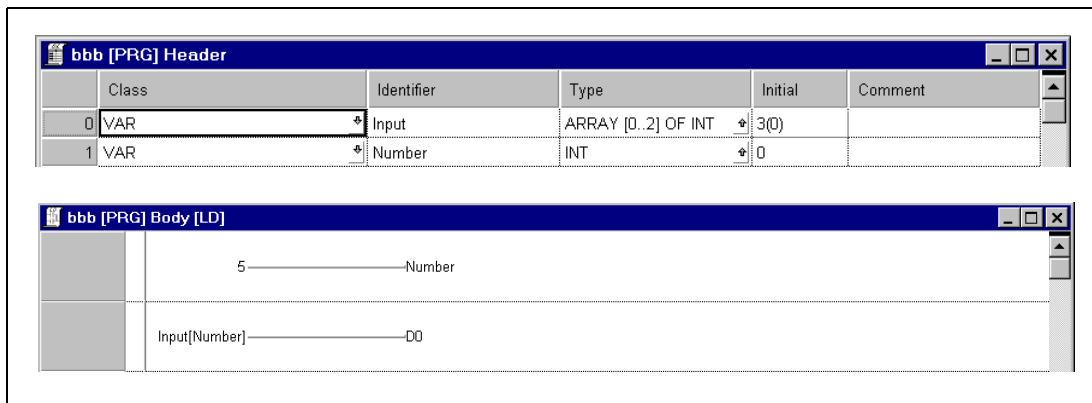 bbb [PRG] Header
Class Identifier Type Initial Comment
0 VAR Input ARRAY [0..2] OF INT 3(0)
1 VAR Number INT 0
bbb [PRG] Body [LD]
5 Number
Input[Number] D0